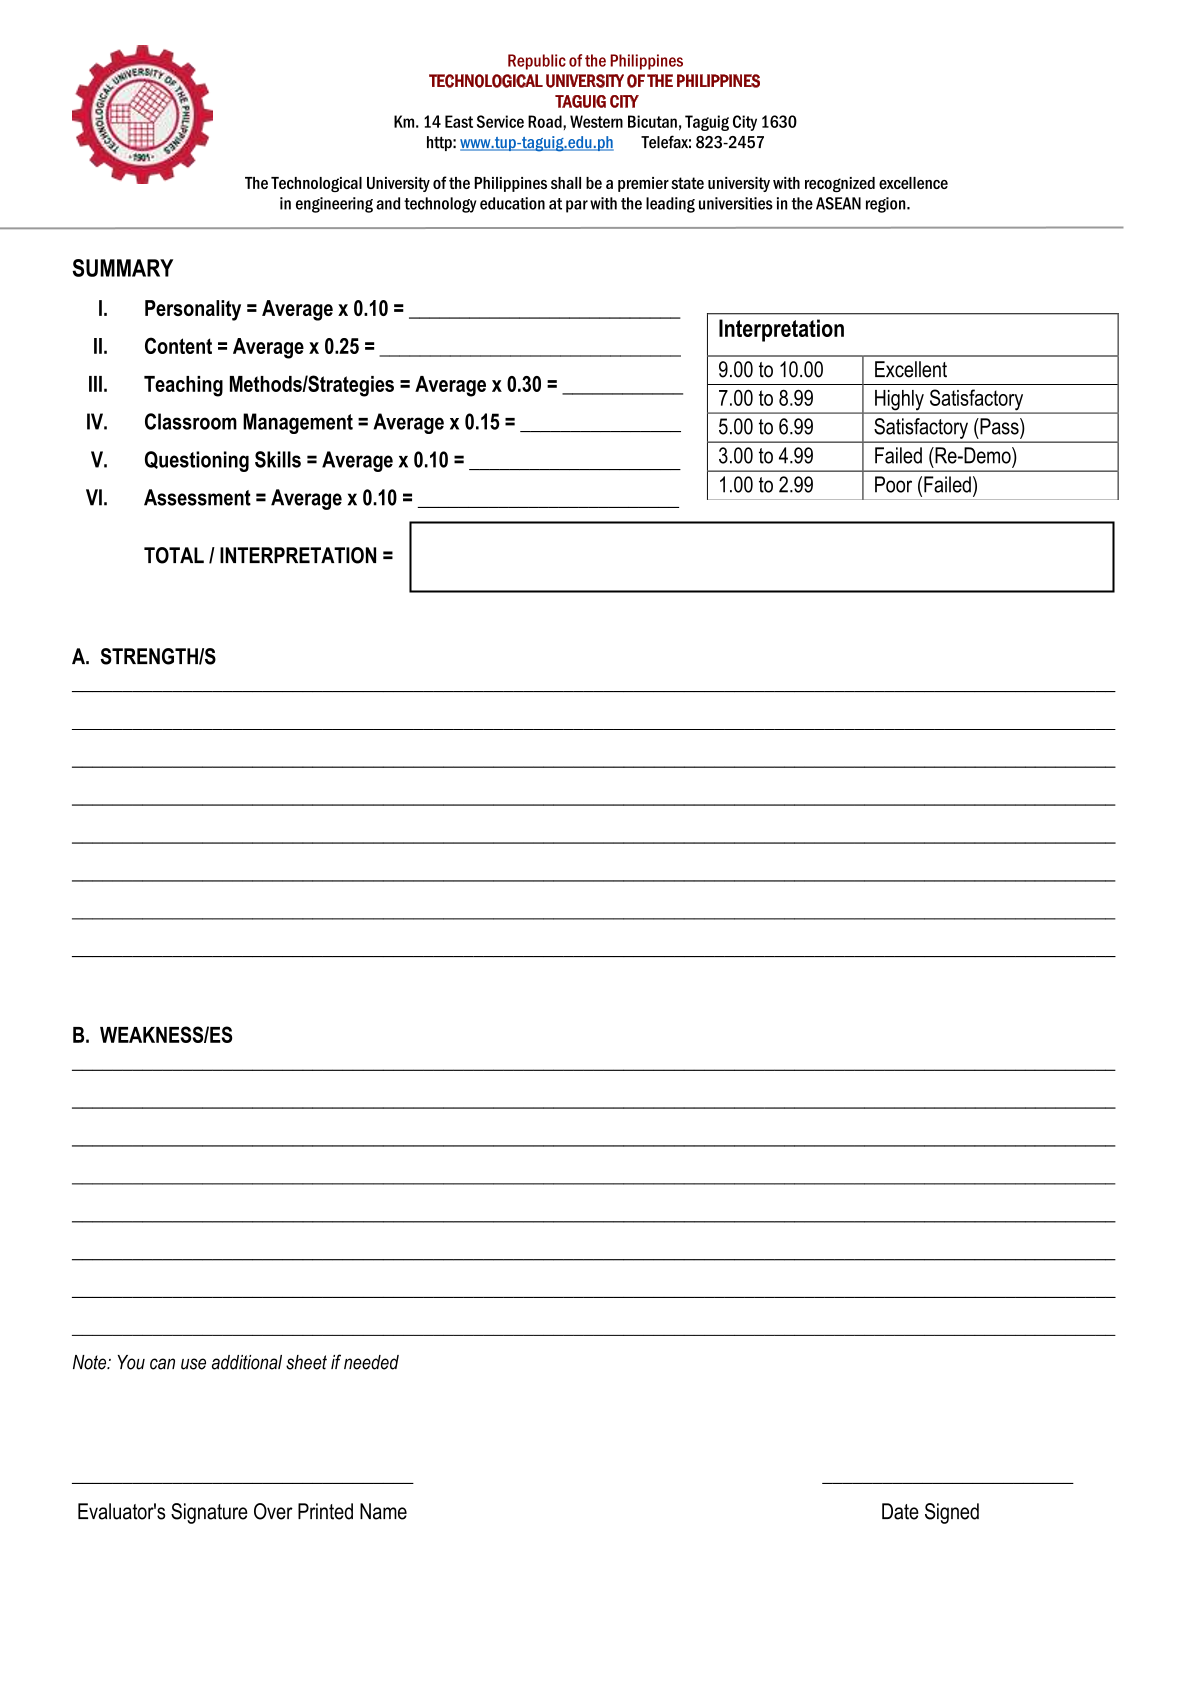 TECHNOLOGICAL UNIVERSITY OF THE PHILIPPINES
• 1901 •
Republic of the Philippines
TECHNOLOGICAL UNIVERSITY OF THE PHILIPPINES
TAGUIG CITY
Km. 14 East Service Road, Western Bicutan, Taguig City 1630
http: www.tup-taguig.edu.ph Telefax: 823-2457
The Technological University of the Philippines shall be a premier state university with recognized excellence
in engineering and technology education at par with the leading universities in the ASEAN region.
SUMMARY
I. Personality = Average x 0.10 = ___________________________
II. Content = Average x 0.25 = ______________________________
III. Teaching Methods/Strategies = Average x 0.30 = ____________
IV. Classroom Management = Average x 0.15 = ________________
V. Questioning Skills = Average x 0.10 = _____________________
VI. Assessment = Average x 0.10 = __________________________
Interpretation
9.00 to 10.00 Excellent
7.00 to 8.99 Highly Satisfactory
5.00 to 6.99 Satisfactory (Pass)
3.00 to 4.99 Failed (Re-Demo)
1.00 to 2.99 Poor (Failed)
TOTAL / INTERPRETATION =
A. STRENGTH/S
B. WEAKNESS/ES
Note: You can use additional sheet if needed
Evaluator's Signature Over Printed Name Date Signed